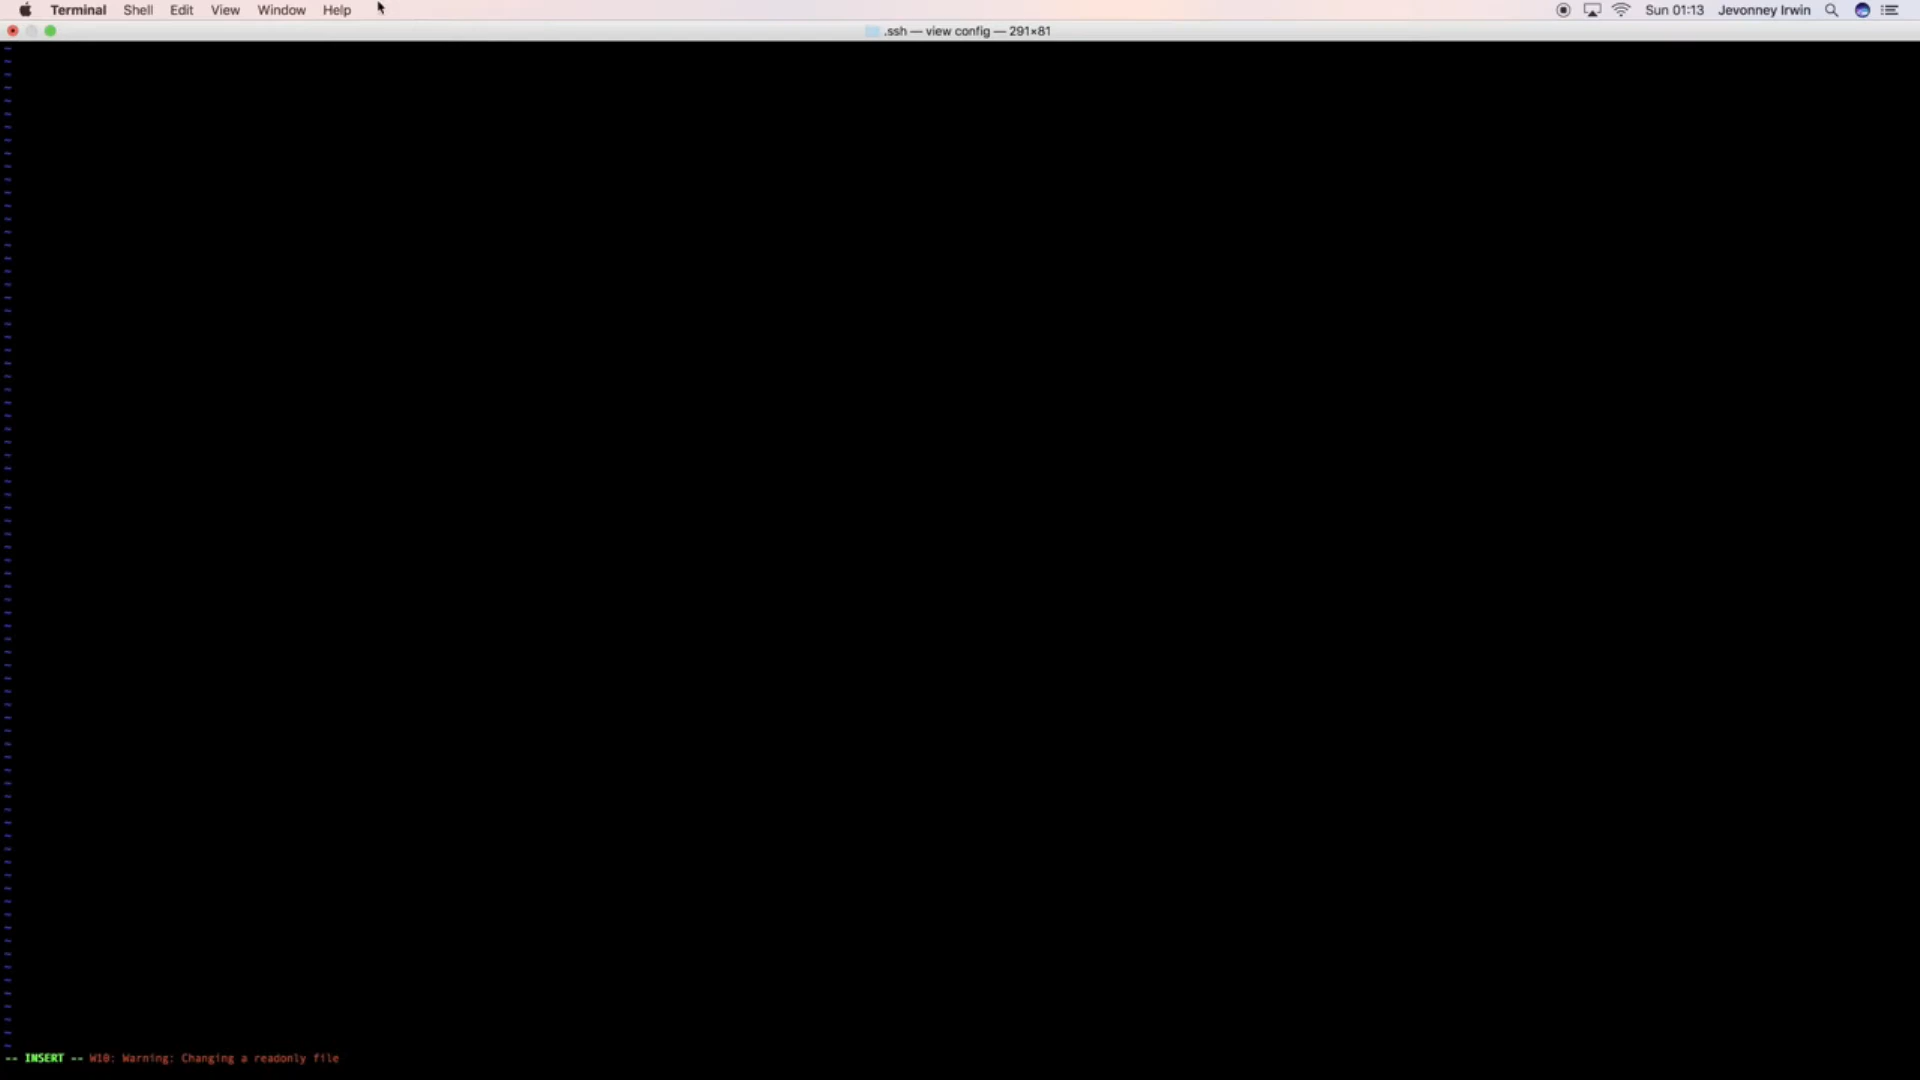 Terminal Shell Edit View Window Help Sun 01:13 Jevonney Irwin
.ssh — view config — 291×81
-- INSERT -- W10: Warning: Changing a readonly file